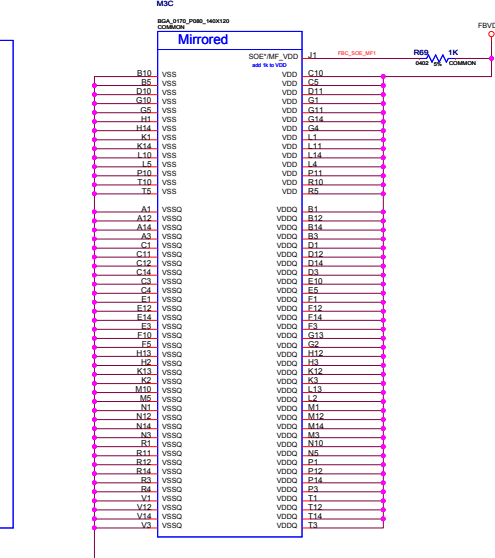 M3C
BGA_0170_P080_140X120
COMMON
FBVD
Mirrored
SOE*/MF_VDD J1 FBC_SOE_MF1 R69 1K
add 1k to VDD 0402 5% COMMON
B10 VSS VDD C10
B5 VSS VDD C5
D10 VSS VDD D11
G10 VSS VDD G1
G5 VSS VDD G11
H1 VSS VDD G14
H14 VSS VDD G4
K1 VSS VDD L1
K14 VSS VDD L11
L10 VSS VDD L14
L5 VSS VDD L4
P10 VSS VDD P11
T10 VSS VDD R10
T5 VSS VDD R5
A1 VSSQ VDDQ B1
A12 VSSQ VDDQ B12
A14 VSSQ VDDQ B14
A3 VSSQ VDDQ B3
C1 VSSQ VDDQ D1
C11 VSSQ VDDQ D12
C12 VSSQ VDDQ D14
C14 VSSQ VDDQ D3
C3 VSSQ VDDQ E10
C4 VSSQ VDDQ E5
E1 VSSQ VDDQ F1
E12 VSSQ VDDQ F12
E14 VSSQ VDDQ F14
E3 VSSQ VDDQ F3
F10 VSSQ VDDQ G13
F5 VSSQ VDDQ G2
H13 VSSQ VDDQ H12
H2 VSSQ VDDQ H3
K13 VSSQ VDDQ K12
K2 VSSQ VDDQ K3
M10 VSSQ VDDQ L13
M5 VSSQ VDDQ L2
N1 VSSQ VDDQ M1
N12 VSSQ VDDQ M12
N14 VSSQ VDDQ M14
N3 VSSQ VDDQ M3
R1 VSSQ VDDQ N10
R11 VSSQ VDDQ N5
R12 VSSQ VDDQ P1
R14 VSSQ VDDQ P12
R3 VSSQ VDDQ P14
R4 VSSQ VDDQ P3
V1 VSSQ VDDQ T1
V12 VSSQ VDDQ T12
V14 VSSQ VDDQ T14
V3 VSSQ VDDQ T3